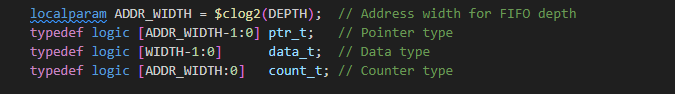 localparam ADDR_WIDTH = $clog2(DEPTH);  // Address width for FIFO depth
typedef logic [ADDR_WIDTH-1:0] ptr_t;   // Pointer type
typedef logic [WIDTH-1:0]      data_t;  // Data type
typedef logic [ADDR_WIDTH:0]   count_t; // Counter type